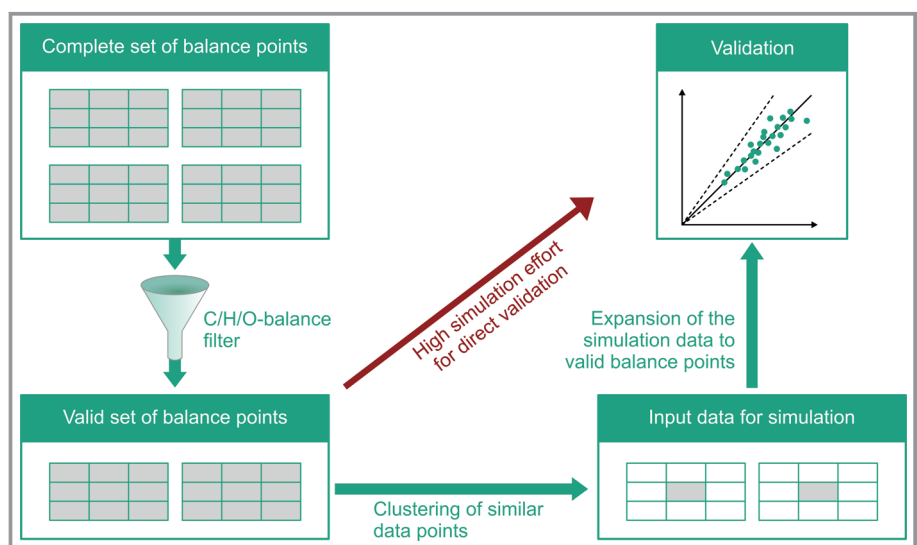 Complete set of balance points
Validation
C/H/O-balance
filter
High simulation effort
for direct validation
Expansion of the
simulation data to
valid balance points
Valid set of balance points
Input data for simulation
Clustering of similar
data points